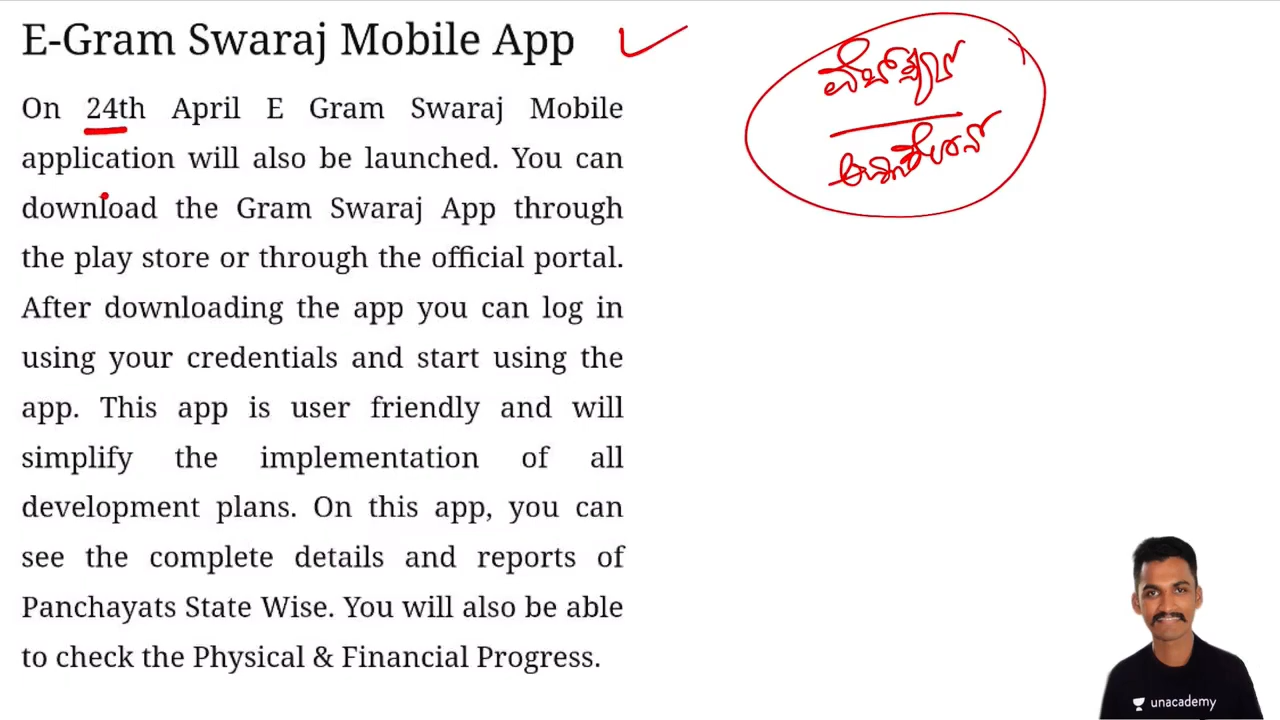 E-Gram Swaraj Mobile App
On 24th April E Gram Swaraj Mobile
application will also be launched. You can
download the Gram Swaraj App through
the play store or through the official portal.
After downloading the app you can log in
using your credentials and start using the
app. This app is user friendly and will
simplify the implementation of all
development plans. On this app, you can
see the complete details and reports of
Panchayats State Wise. You will also be able
to check the Physical & Financial Progress.
unacademy